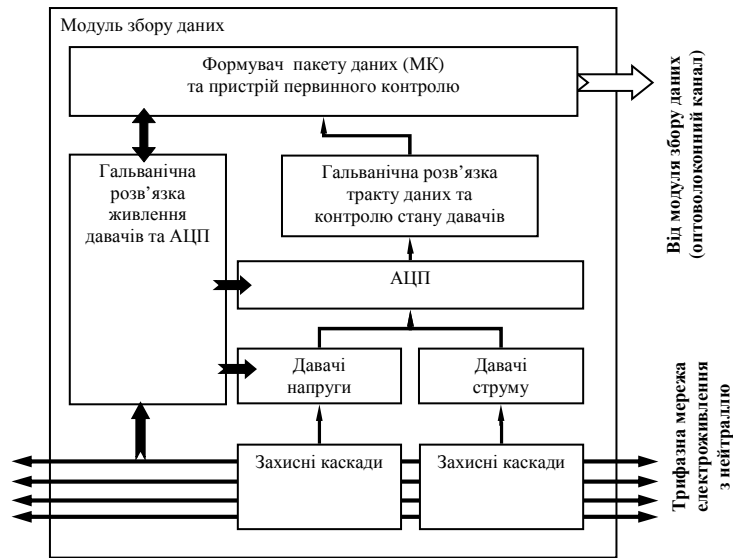 Модуль збору даних
Формувач пакету даних (МК)
та пристрій первинного контролю
Гальванічна
розв’язка
живлення
давачів та АЦП
Гальванічна розв’язка
тракту даних та
контролю стану давачів
АЦП
Давачі
напруги
Давачі
струму
Захисні каскади
Захисні каскади
Від модуля збору даних
(оптоволоконний канал)
Трифазна мережа
електроживлення
з нейтраллю